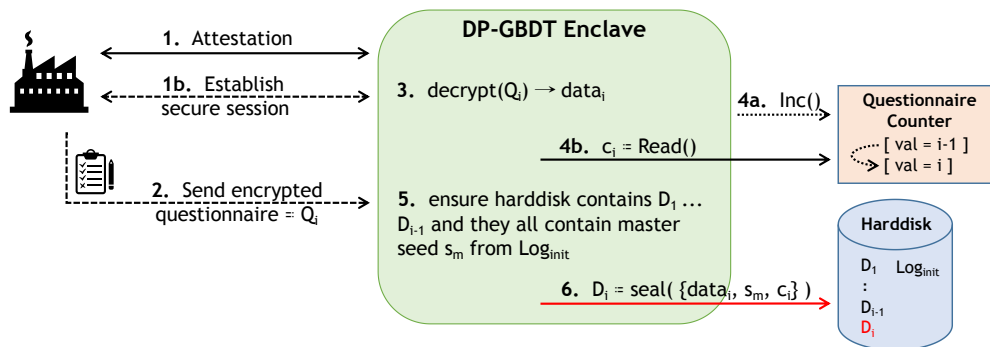 DP-GBDT Enclave
1. Attestation
1b. Establish
secure session
3. decrypt(Qi) → datai
4a. Inc()
Questionnaire
Counter
[ val = i-1 ]
[ val = i ]
4b. ci := Read()
2. Send encrypted
questionnaire = Qi
5. ensure harddisk contains D1 ...
Di-1 and they all contain master
seed sm from Loginit
Harddisk
D1 Loginit
:
Di-1
Di
6. Di := seal( {datai, sm, ci} )